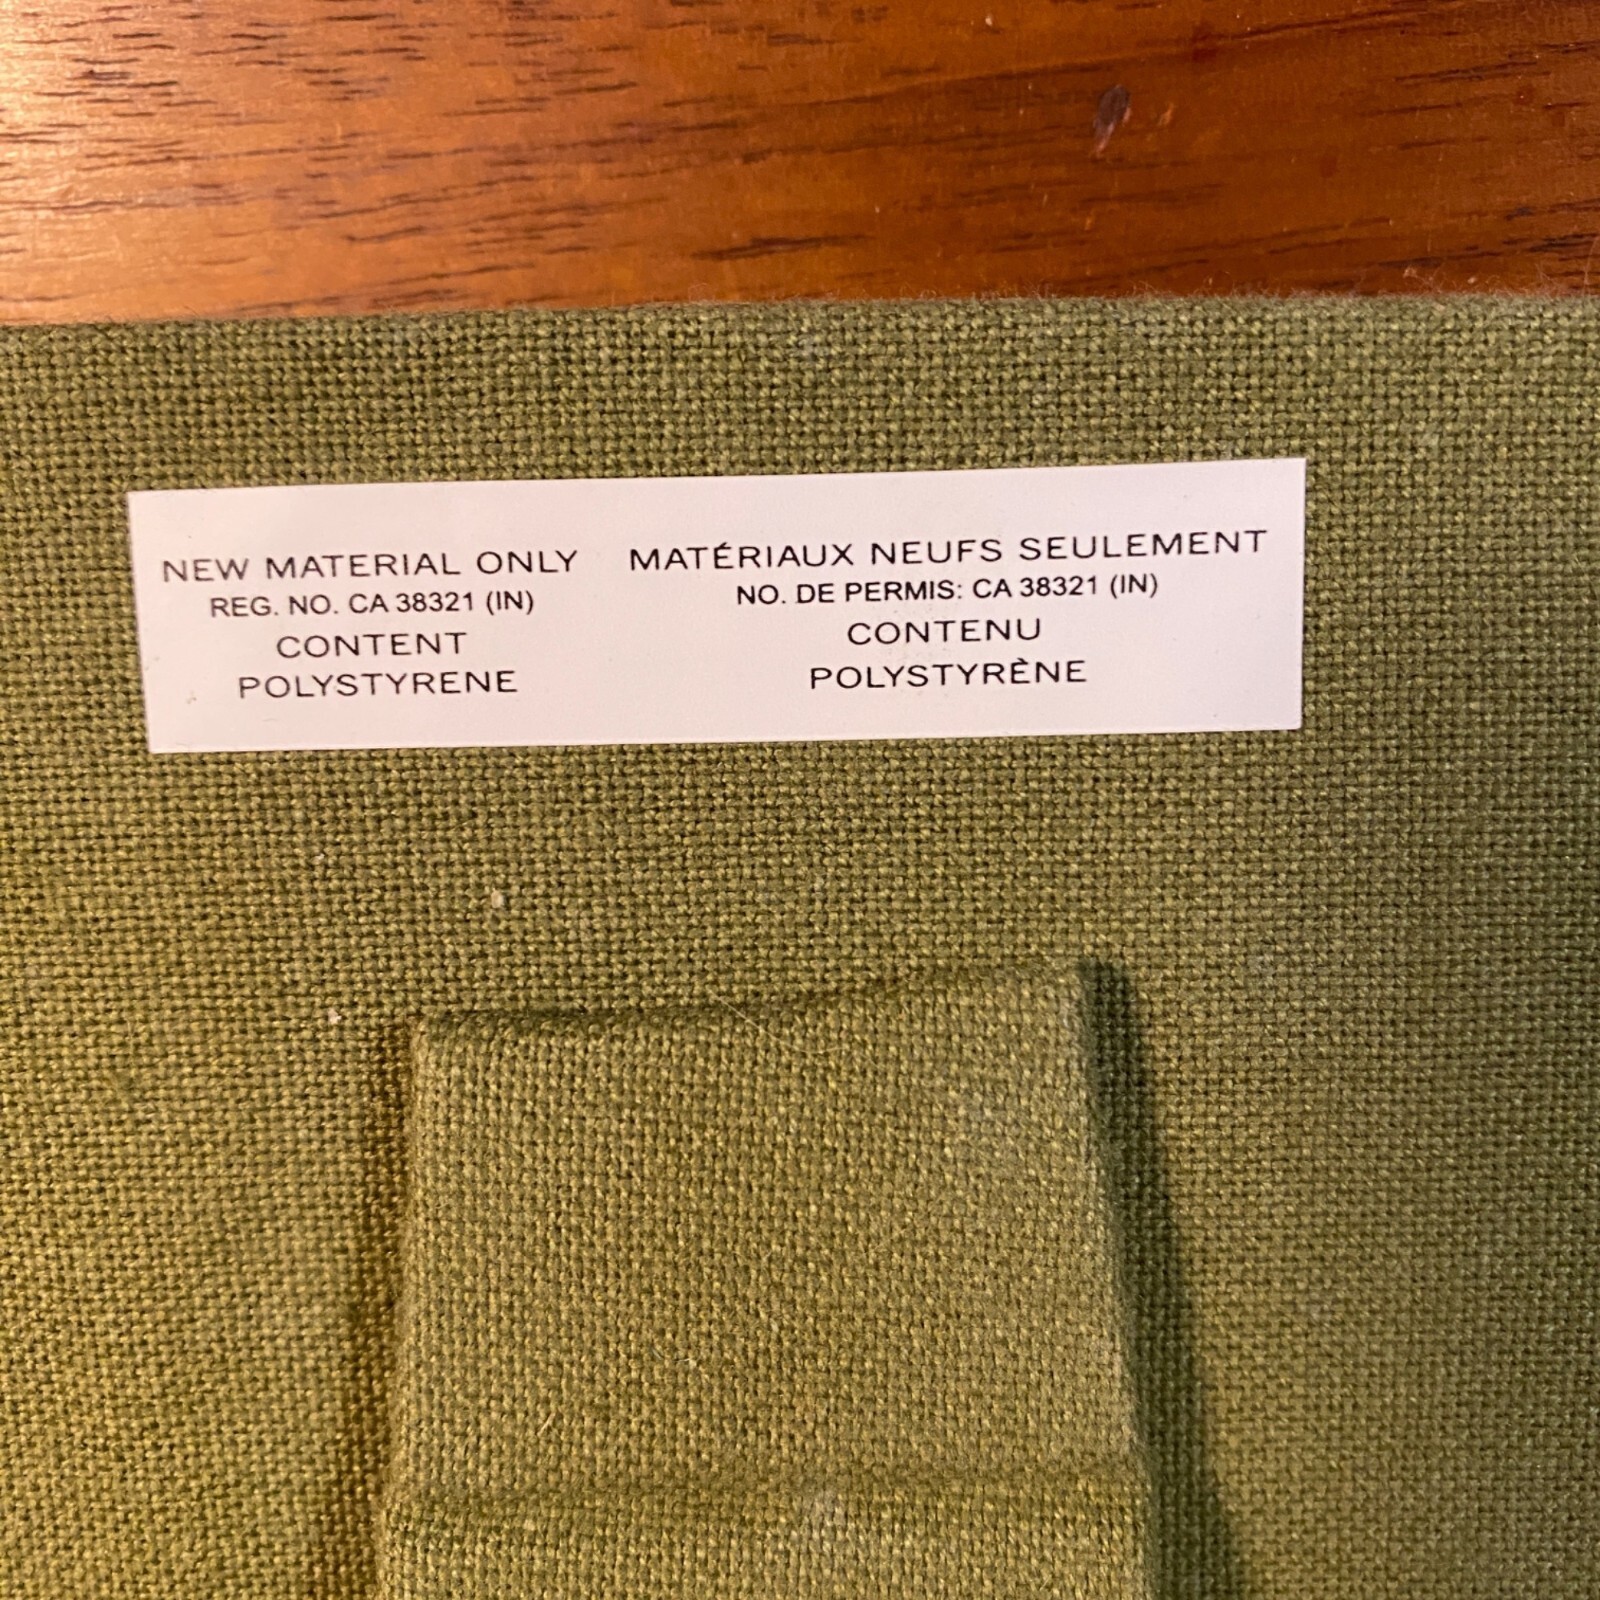 NEW MATERIAL ONLY
REG. NO. CA 38321 (IN)
CONTENT
POLYSTYRENE
MATÉRIAUX NEUFS SEULEMENT
NO. DE PERMIS: CA 38321 (IN)
CONTENU
POLYSTYRÈNE